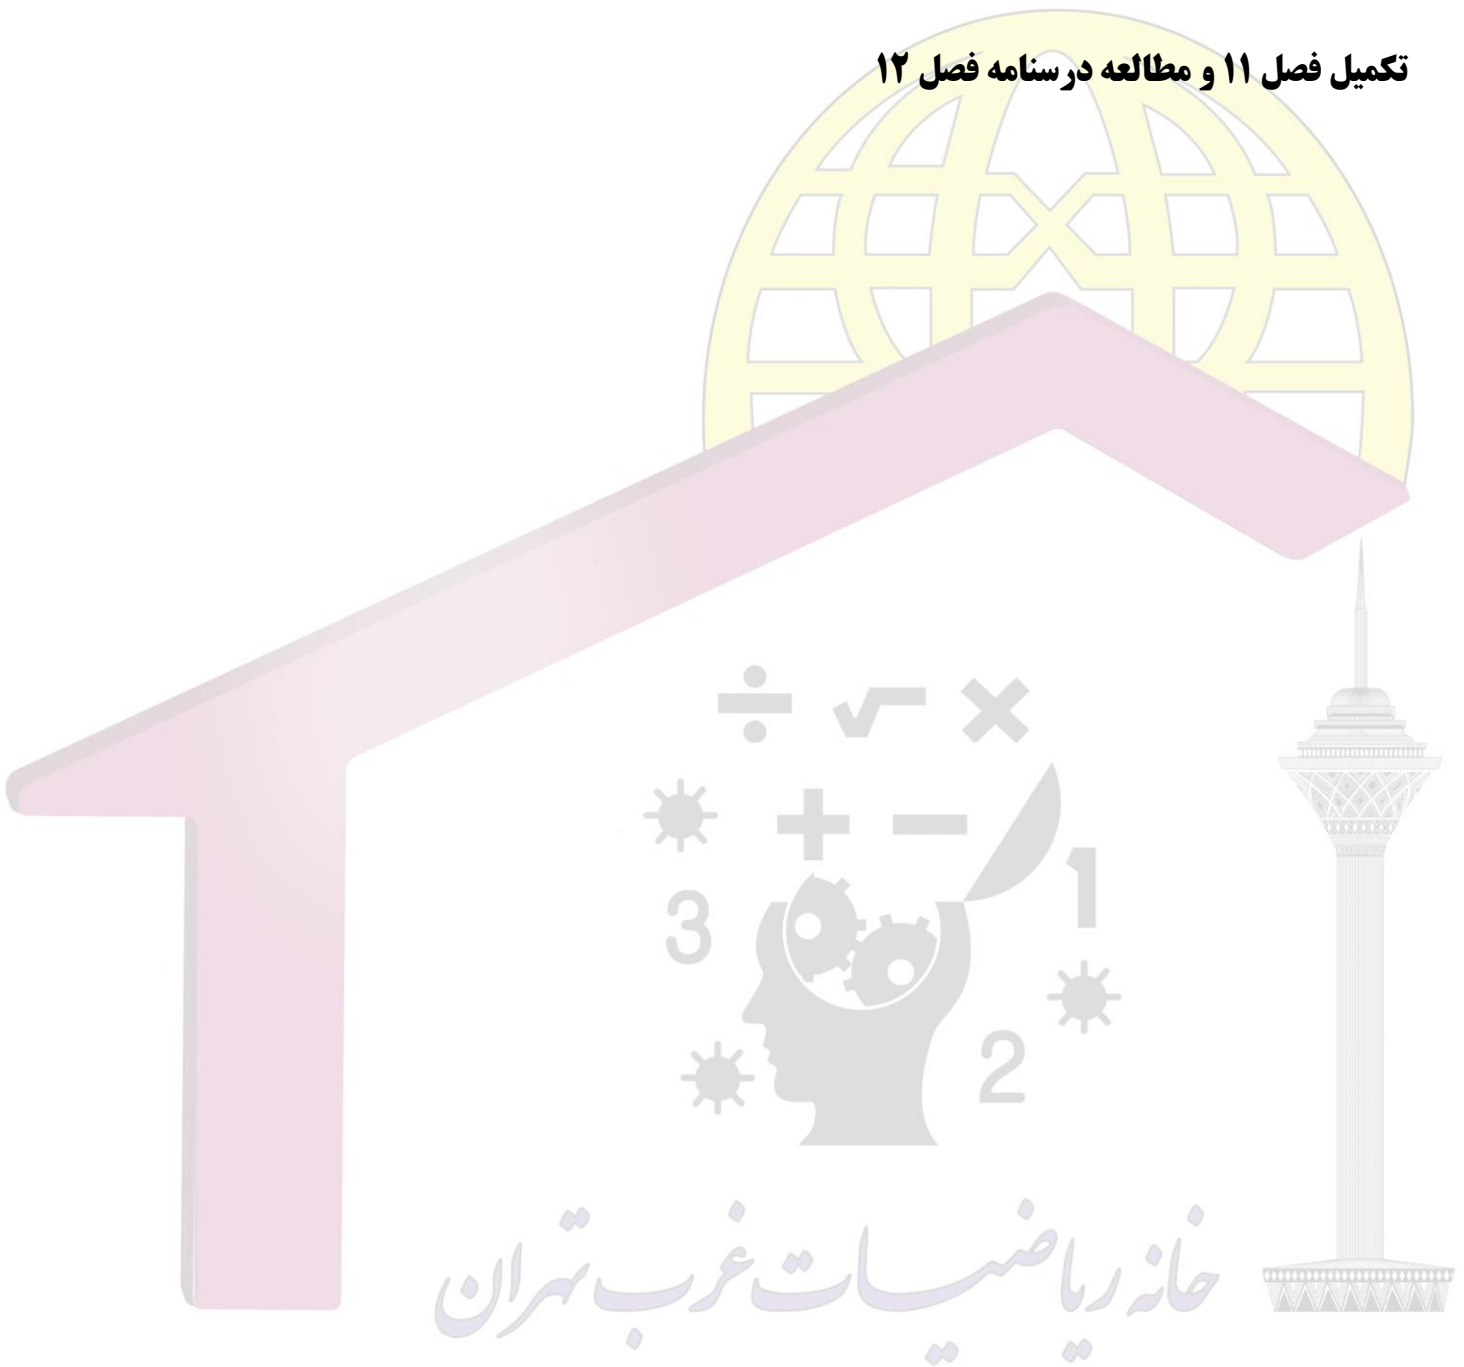 تکمیل فصل ۱۱ و مطالعه درسنامه فصل ۱۲
3
1
2
خانه ریاضیات غرب تهران